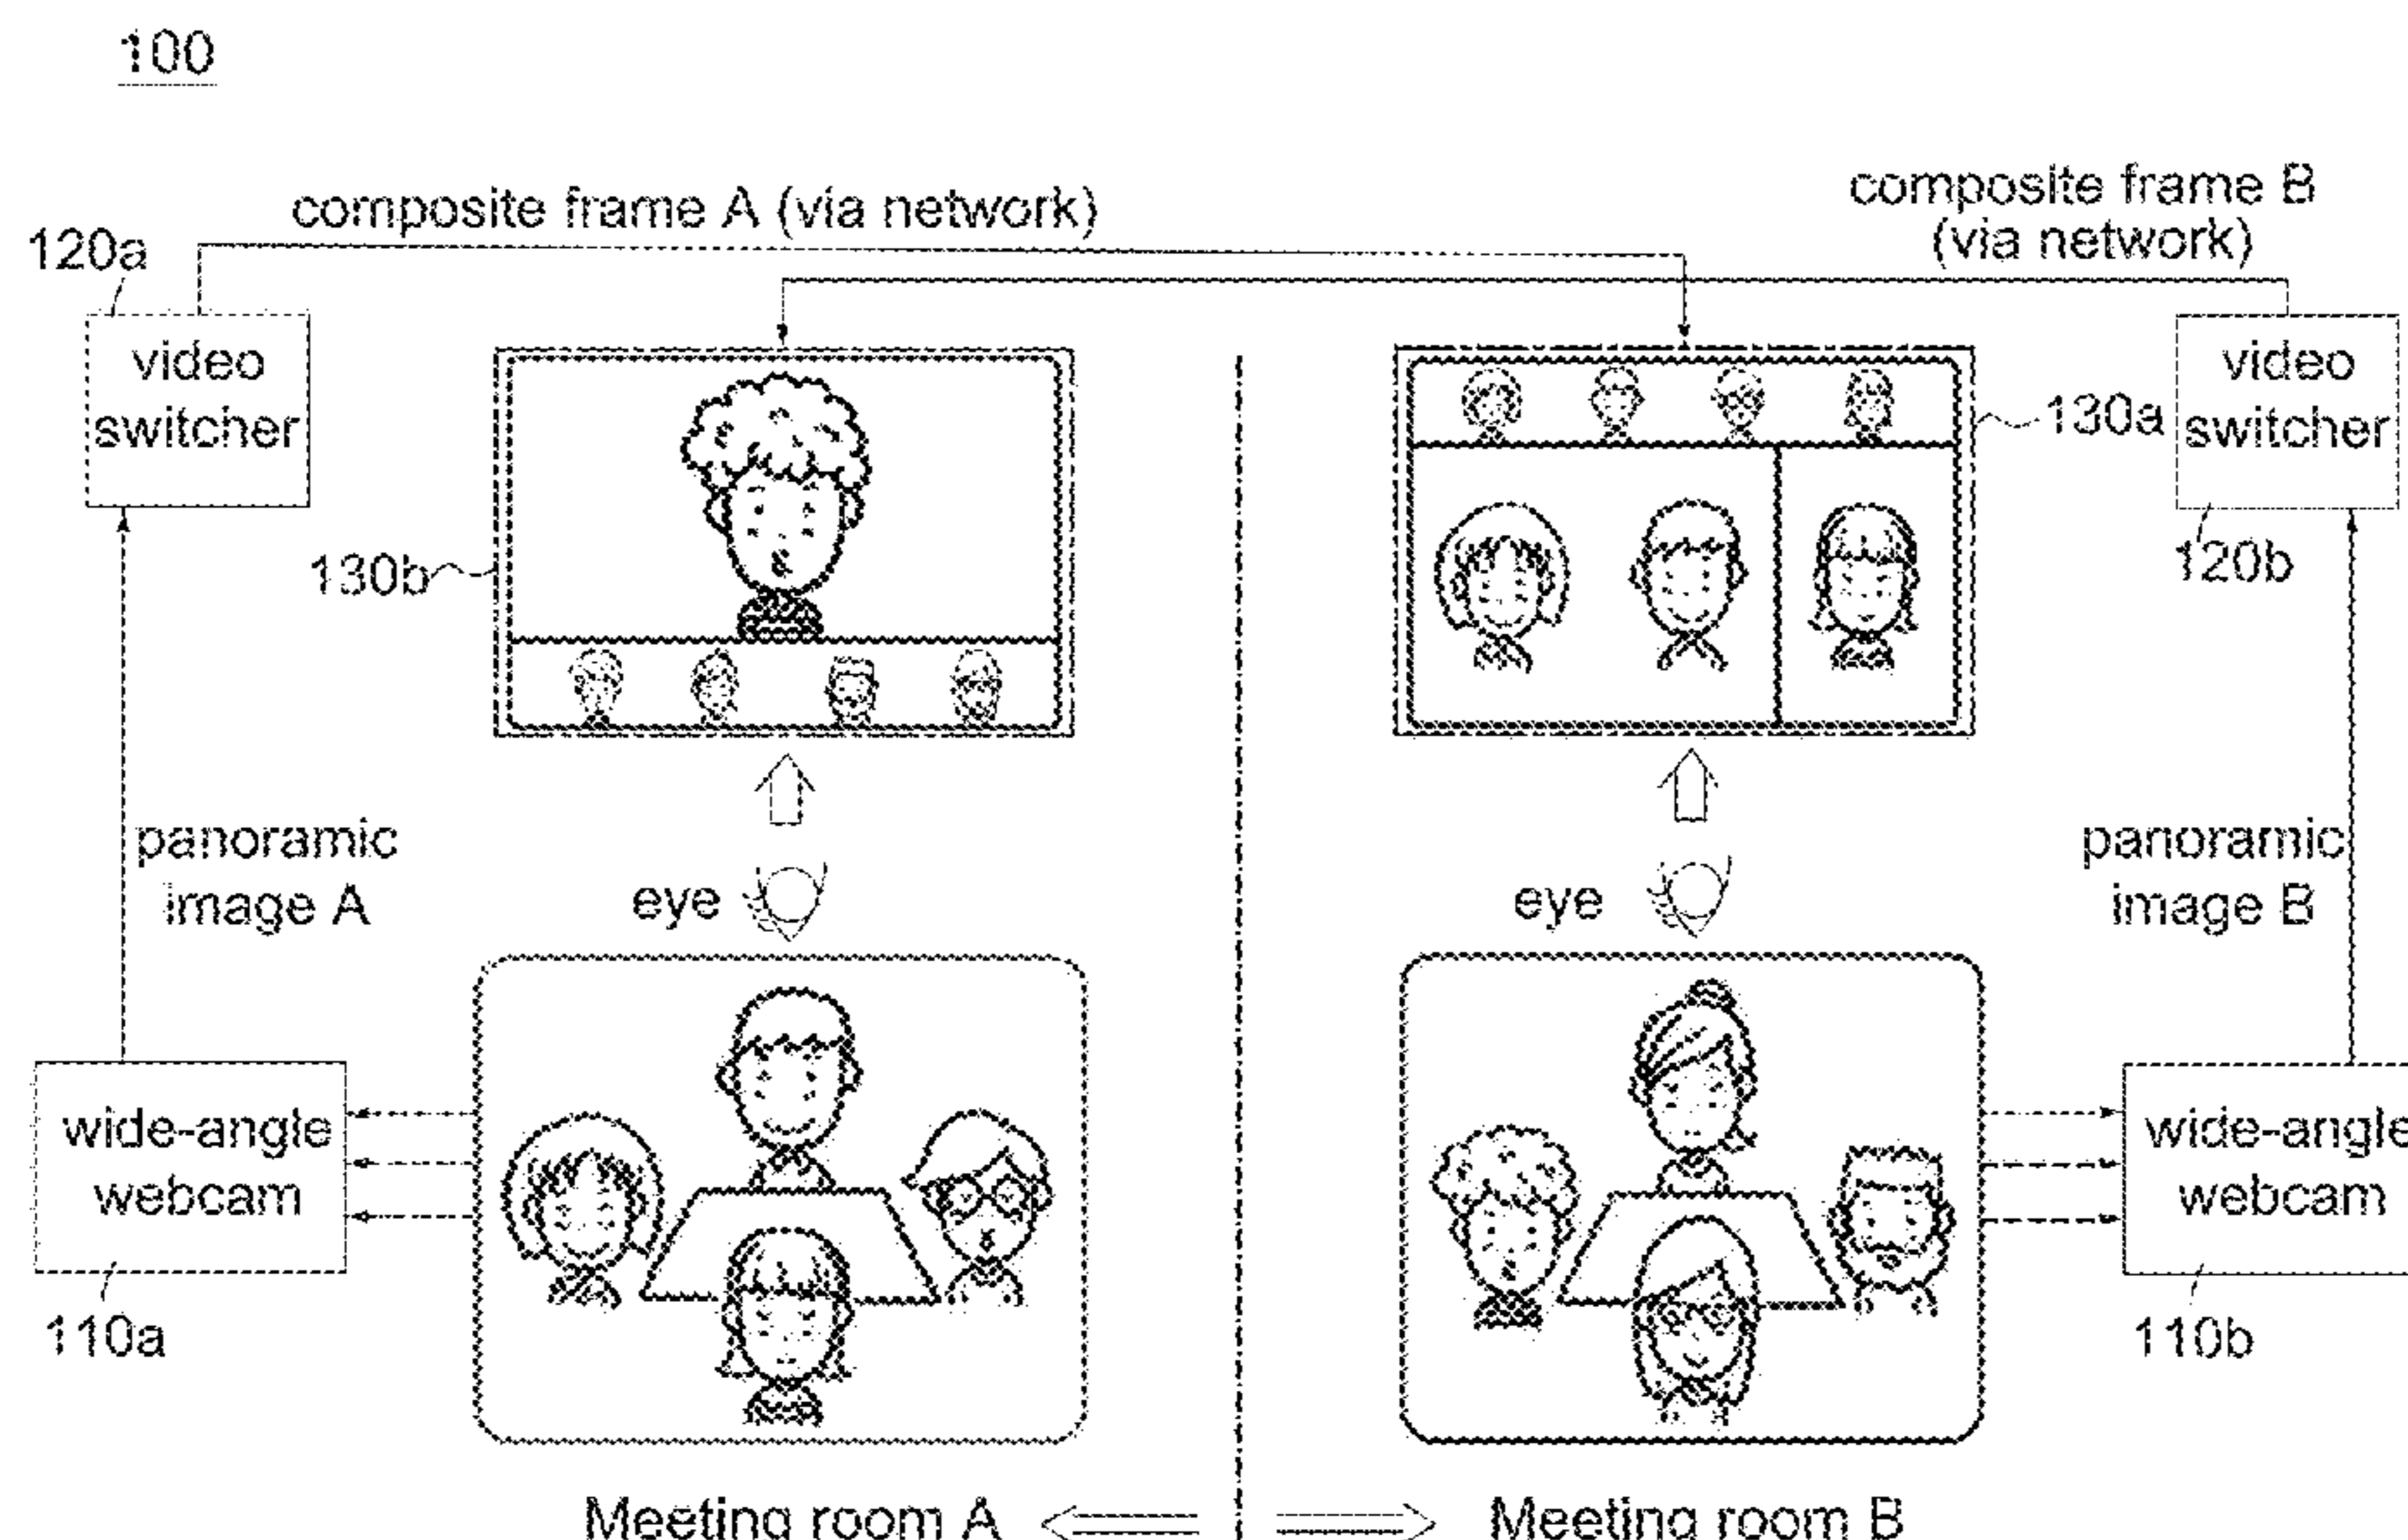 100
composite frame A (via network)
composite frame B
(via network)
120a
video
switcher
130b
130a
video
switcher
120b
panoramic
image A
eye
eye
panoramic
image B
wide-angle
webcam
110a
wide-angle
webcam
110b
Meeting room A
Meeting room B